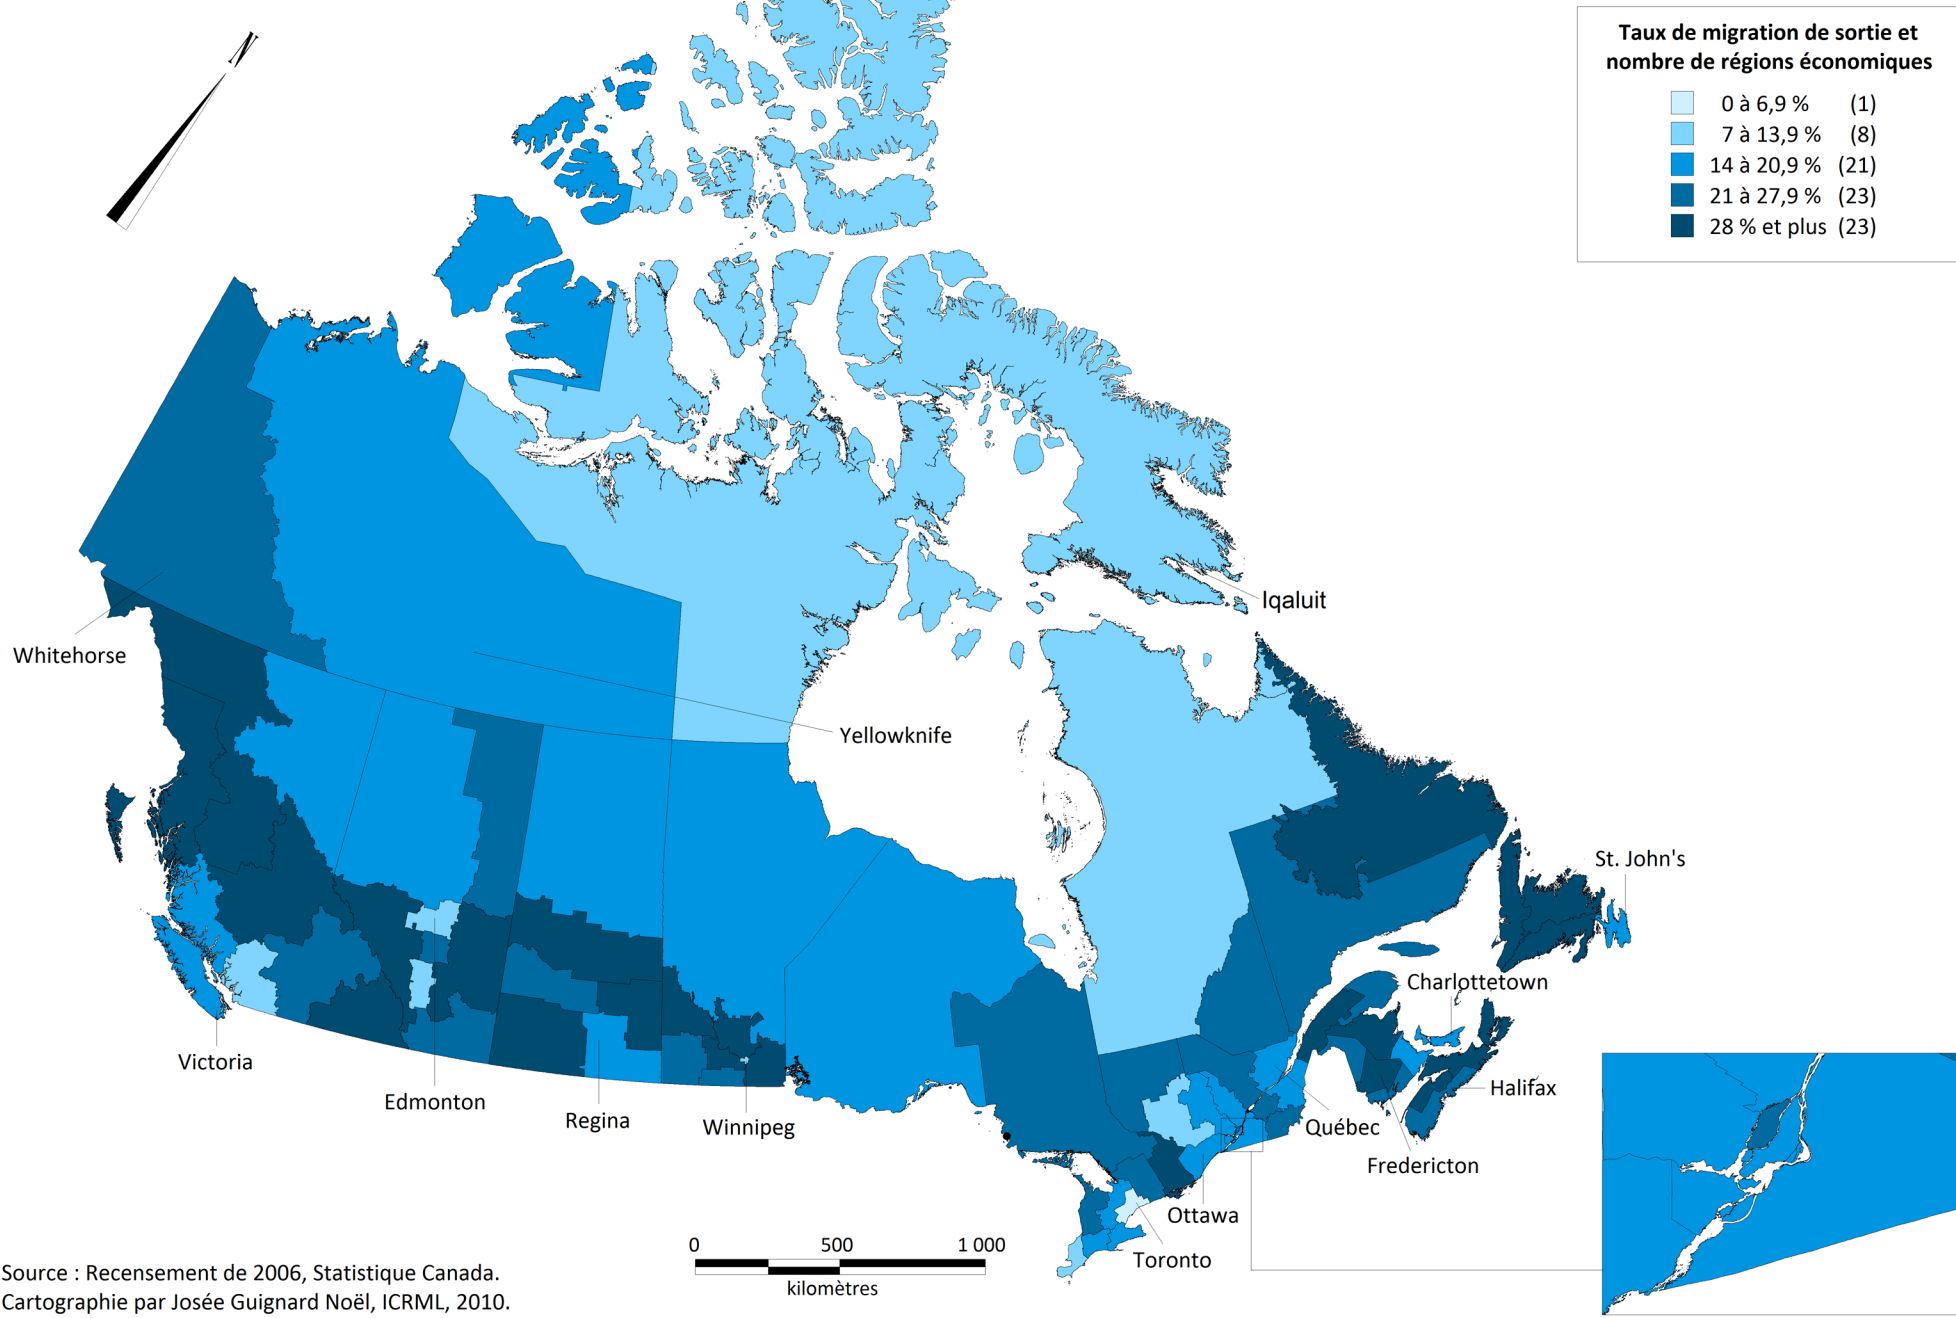 Taux de migration de sortie et
nombre de régions économiques
0 à 6,9 % (1)
7 à 13,9 % (8)
14 à 20,9 % (21)
21 à 27,9 % (23)
28 % et plus (23)
N
Iqaluit
Whitehorse
Yellowknife
St. John's
Charlottetown
Victoria
Halifax
Edmonton
Regina
Winnipeg
Québec
Fredericton
Ottawa
Toronto
0 500 1 000
kilomètres
Source : Recensement de 2006, Statistique Canada.
Cartographie par Josée Guignard Noël, ICRML, 2010.